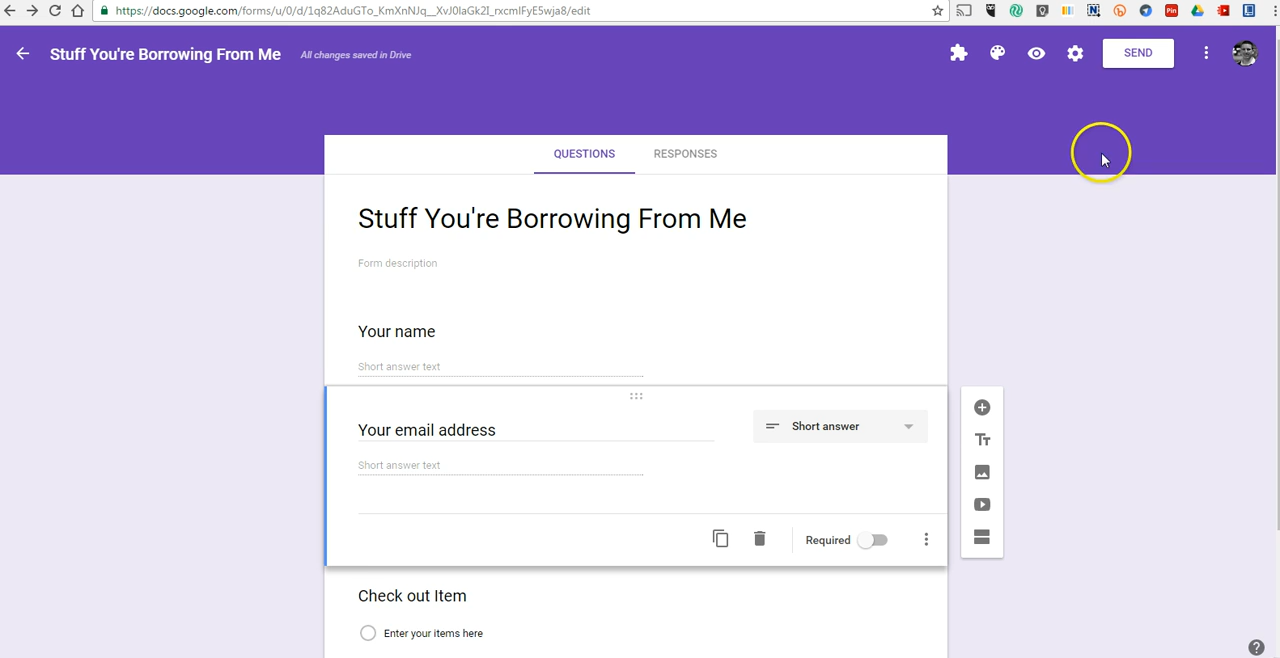 https://docs.google.com/forms/u/0/d/1q82AduGTo_KmXnNJq__XvJ0laGk2I_rxcmlFyE5wja8/edit
Stuff You're Borrowing From Me
All changes saved in Drive
SEND
QUESTIONS
RESPONSES
Stuff You're Borrowing From Me
Form description
Your name
Short answer text
Your email address
Short answer
Short answer text
Required
Check out Item
Enter your items here